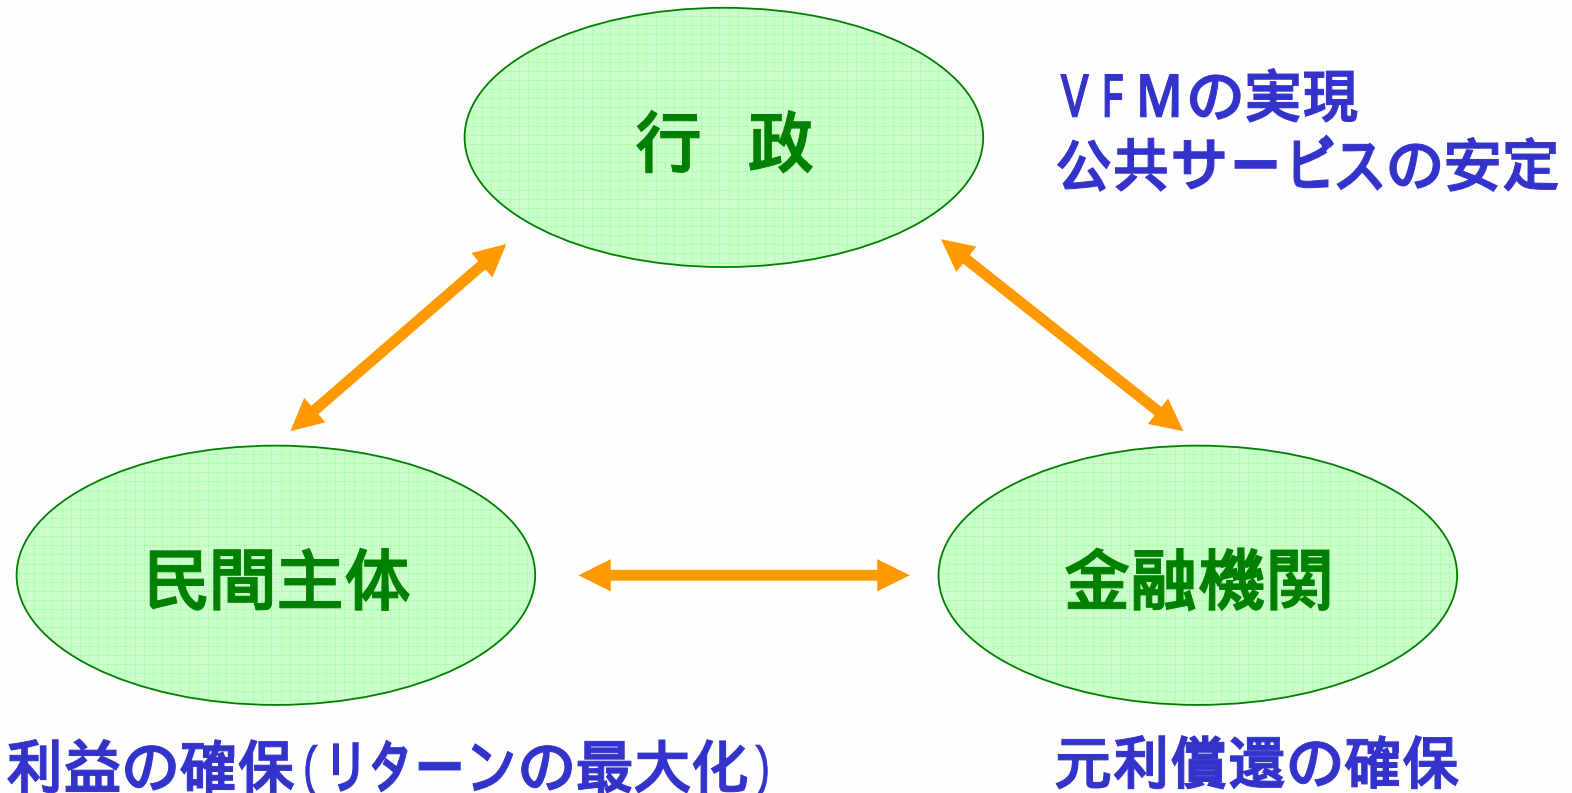 行 政
VFMの実現
公共サービスの安定
民間主体
金融機関
利益の確保(リターンの最大化)
元利償還の確保